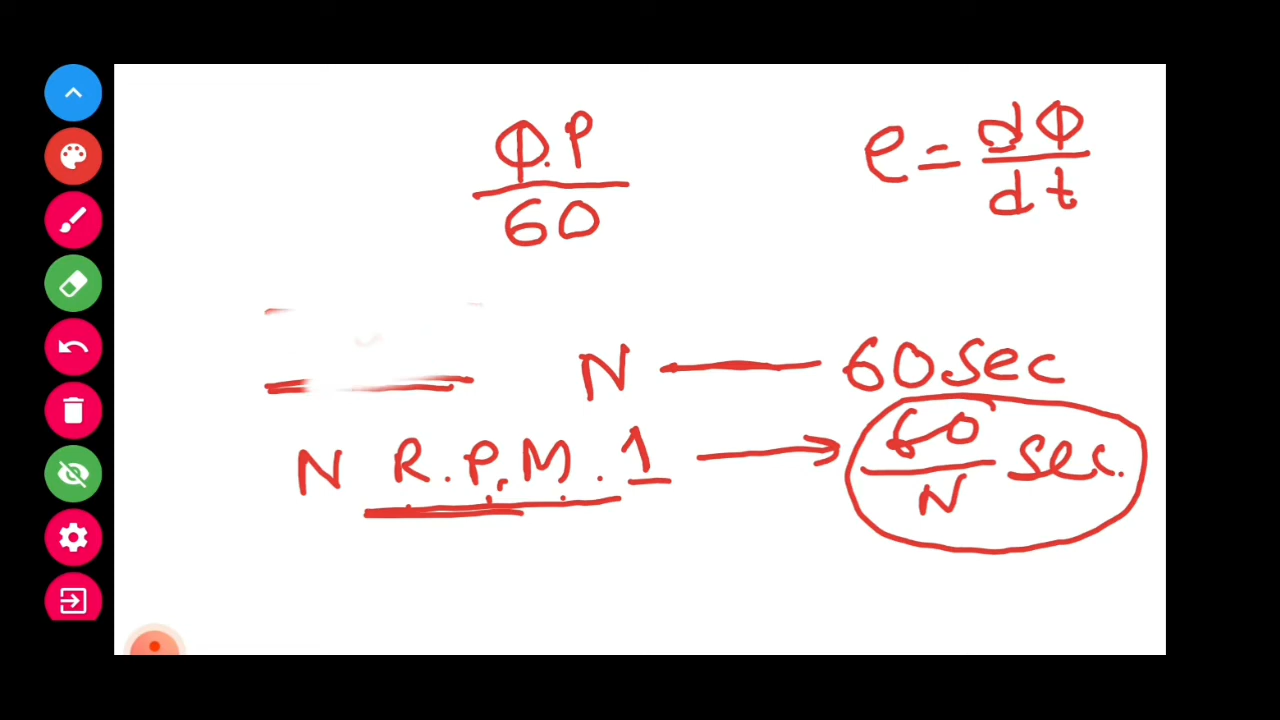 Φ.P
60
e = dΦ
dt
N — 60 sec
N R.P.M. 1 → 60
N sec.